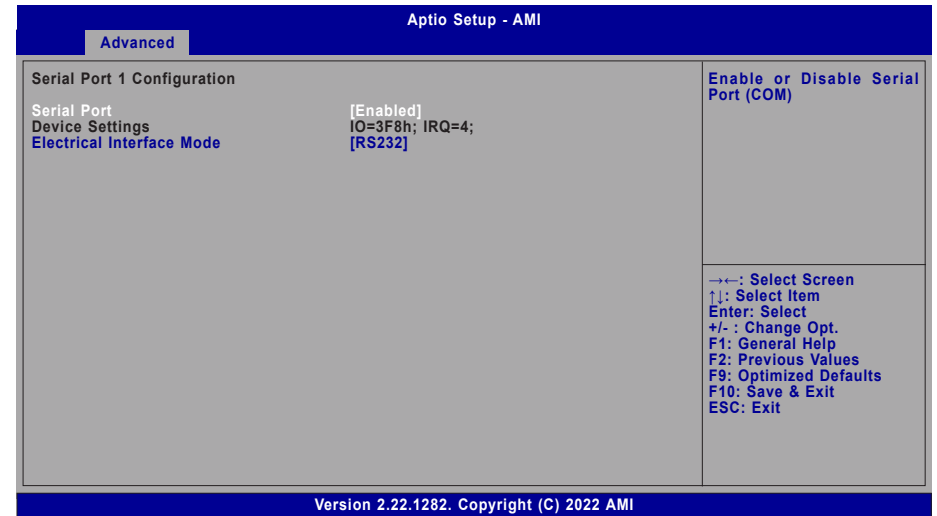 Aptio Setup - AMI
Advanced
Serial Port 1 Configuration
Serial Port [Enabled]
Device Settings IO=3F8h; IRQ=4;
Electrical Interface Mode [RS232]
Enable or Disable Serial
Port (COM)
→←: Select Screen
↑↓: Select Item
Enter: Select
+/- : Change Opt.
F1: General Help
F2: Previous Values
F9: Optimized Defaults
F10: Save & Exit
ESC: Exit
Version 2.22.1282. Copyright (C) 2022 AMI